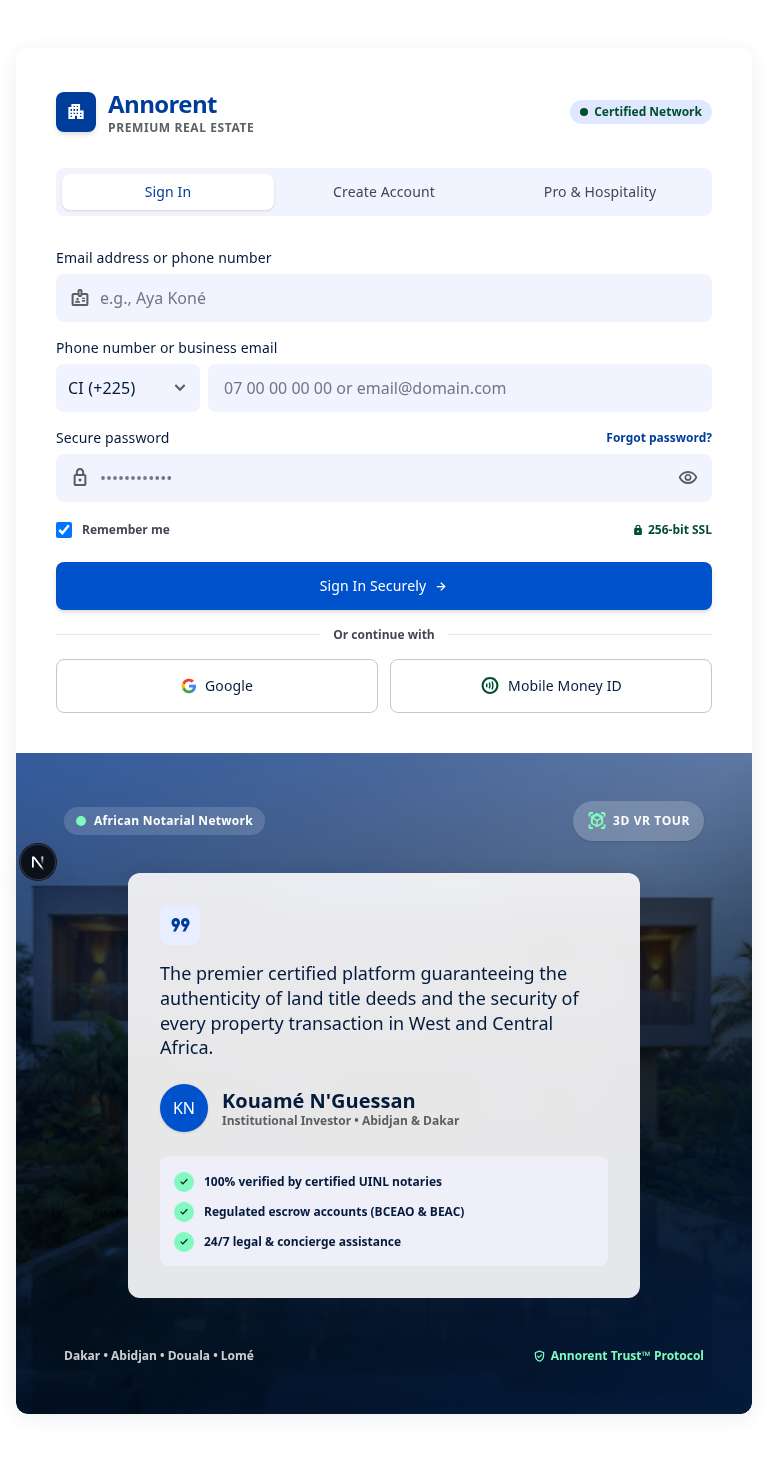 Annorent
PREMIUM REAL ESTATE
Certified Network
Sign In
Create Account
Pro & Hospitality
Email address or phone number
e.g., Aya Koné
Phone number or business email
CI (+225)
07 00 00 00 00 or email@domain.com
Secure password
Forgot password?
••••••••••••
Remember me
256-bit SSL
Sign In Securely →
Or continue with
Google
Mobile Money ID
African Notarial Network
3D VR TOUR
N
The premier certified platform guaranteeing the
authenticity of land title deeds and the security of
every property transaction in West and Central
Africa.
KN
Kouamé N'Guessan
Institutional Investor • Abidjan & Dakar
100% verified by certified UINL notaries
Regulated escrow accounts (BCEAO & BEAC)
24/7 legal & concierge assistance
Dakar • Abidjan • Douala • Lomé
Annorent Trust™ Protocol